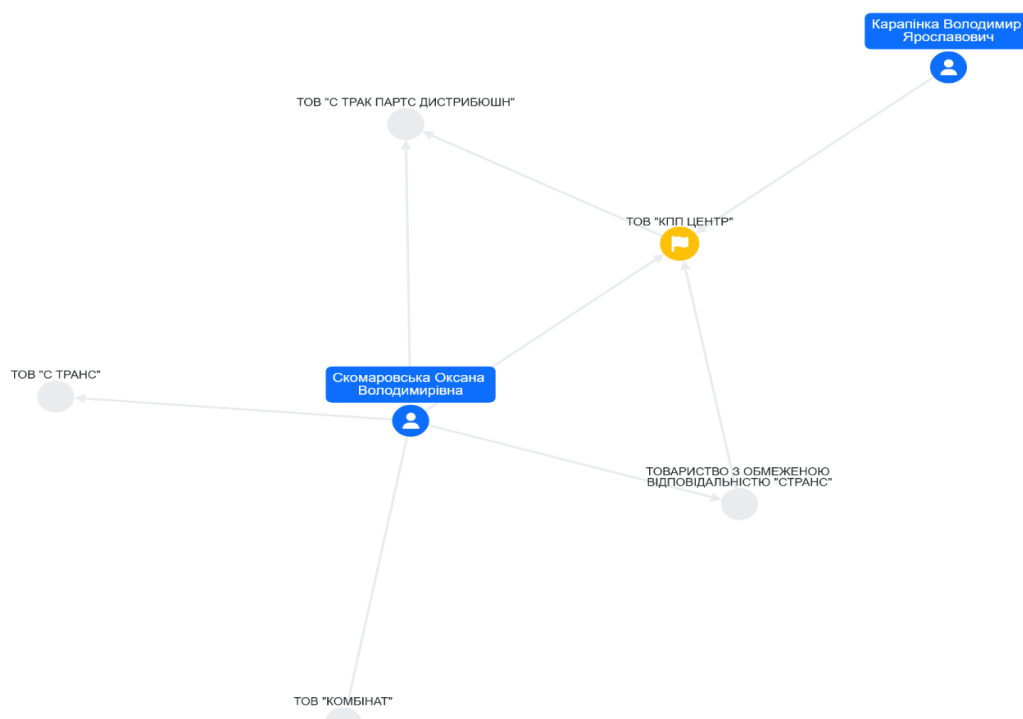 Карапінка Володимир
Ярославович
ТОВ "С ТРАК ПАРТС ДИСТРИБЮШН"
ТОВ "КПП ЦЕНТР"
ТОВ "С ТРАНС"
Скомаровська Оксана
Володимирівна
ТОВАРИСТВО З ОБМЕЖЕНОЮ
ВІДПОВІДАЛЬНІСТЮ "СТРАНС"
ТОВ "КОМБІНАТ"